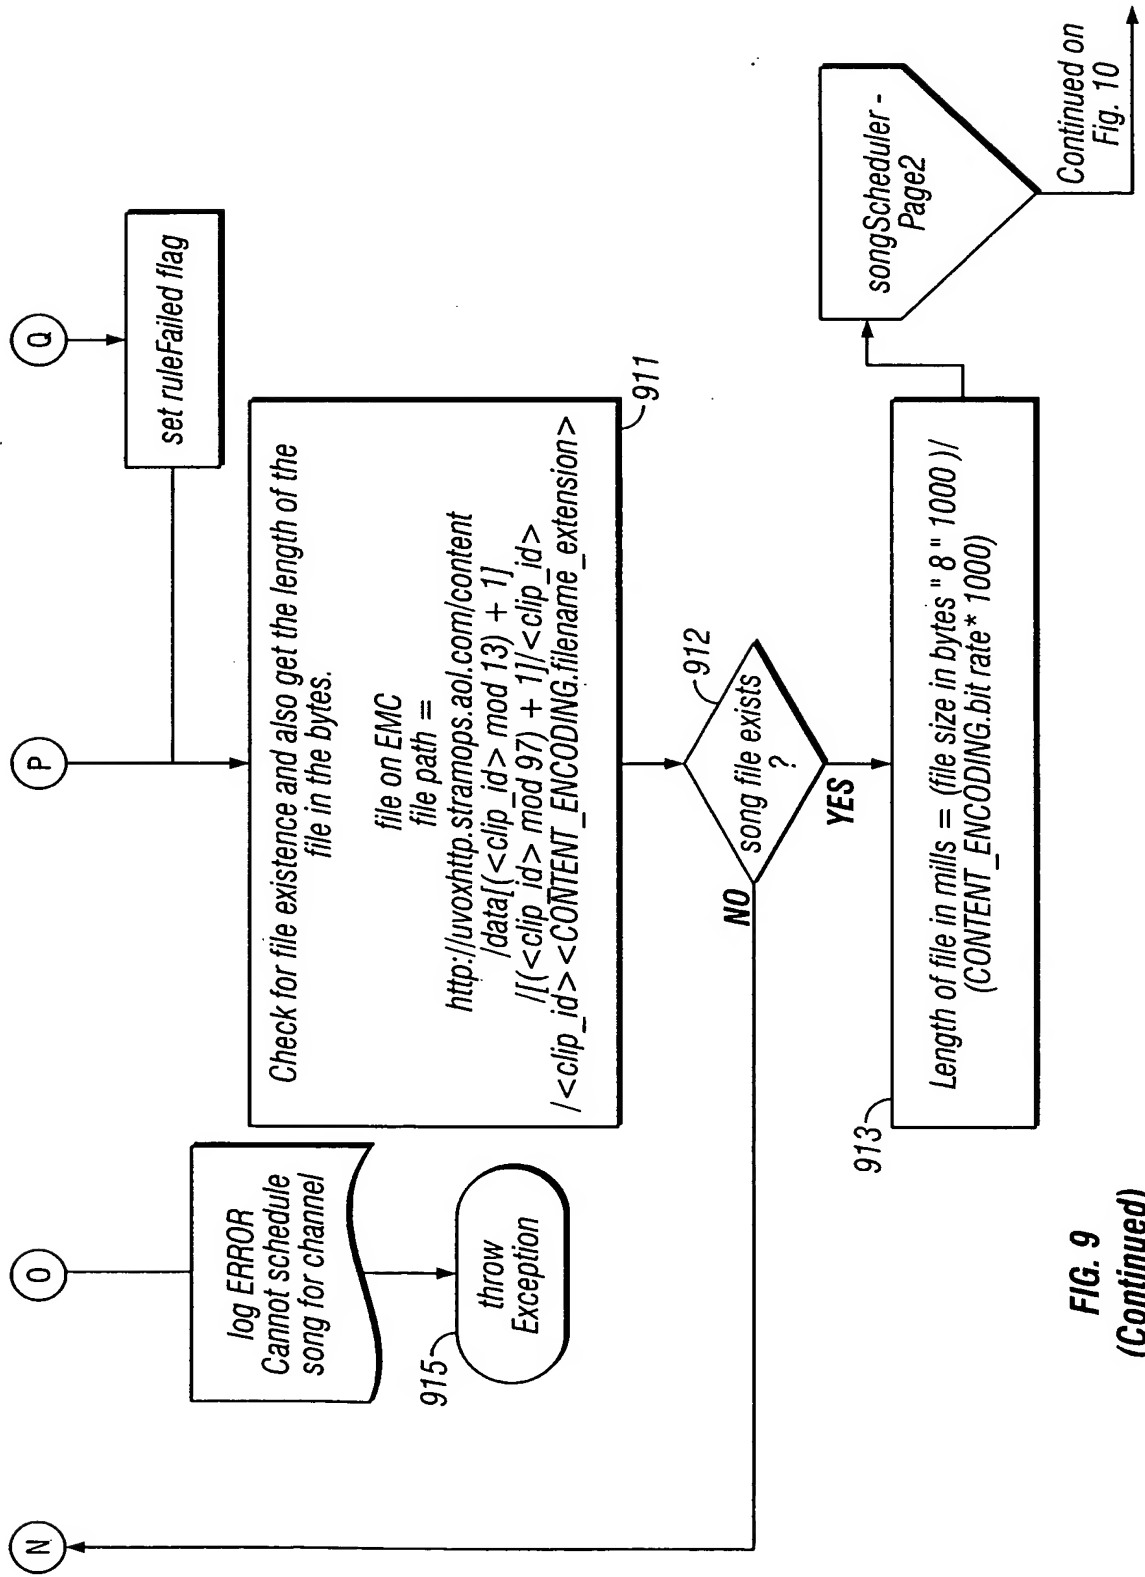 N
O
P
Q
log ERROR
Cannot schedule
song for channel
915
throw
Exception
set ruleFailed flag
Check for file existence and also get the length of the
file in the bytes.
file on EMC
file path =
http://uvoxhttp.stramops.aol.com/content
/data[(<clip_id> mod 13) + 1]
/[(<clip_id> mod 97) + 1]/<clip_id>
/<clip_id> <CONTENT_ENCODING.filename_extension>
911
912
song file exists
?
NO
YES
913
Length of file in mills = (file size in bytes " 8 " 1000 )/
(CONTENT_ENCODING.bit rate* 1000)
songScheduler -
Page2
Continued on
Fig. 10
FIG. 9
(Continued)